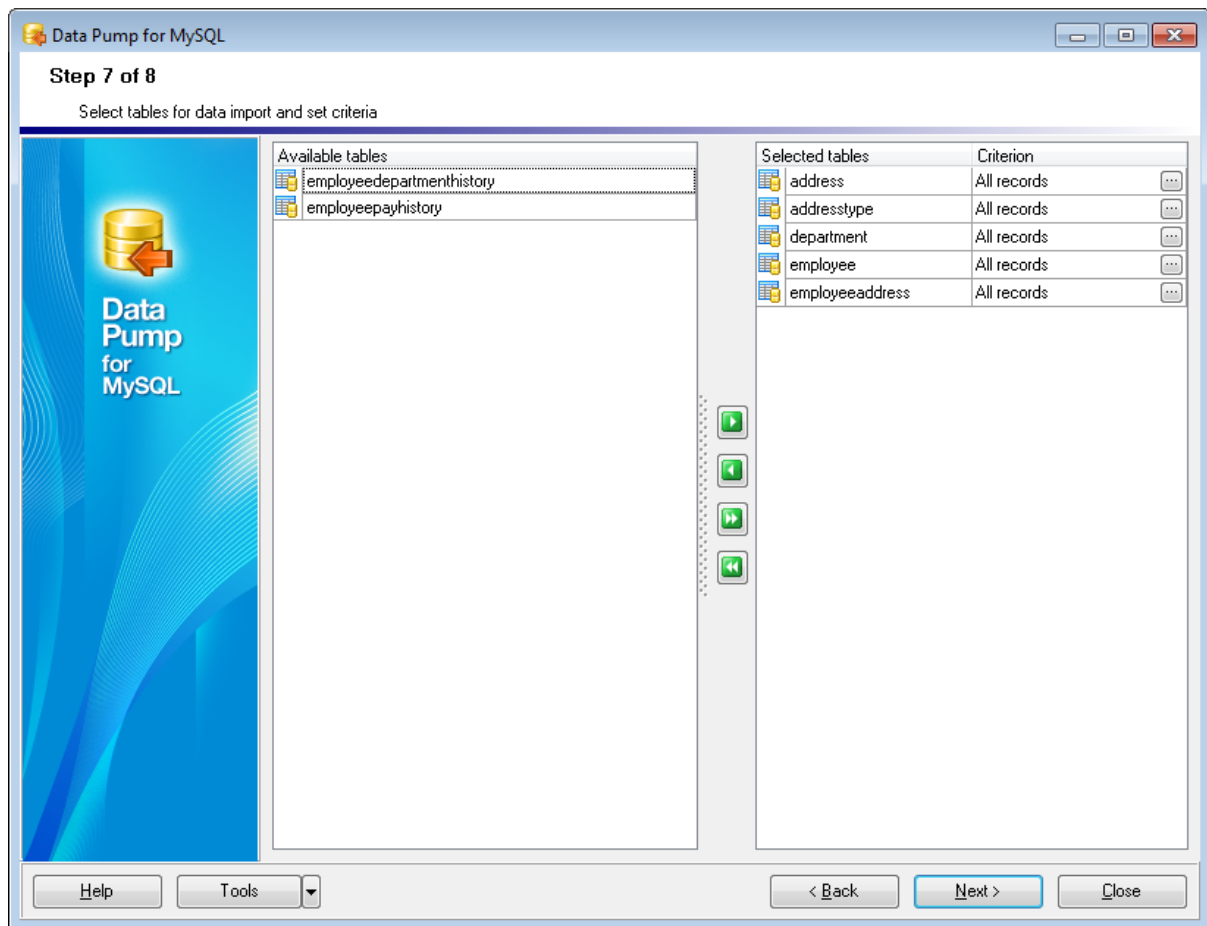 Data Pump for MySQL
Step 7 of 8
Select tables for data import and set criteria
Data
Pump
for
MySQL
Available tables
employeedepartmenthistory
employeepayhistory
Selected tables Criterion
address All records ...
addresstype All records ...
department All records ...
employee All records ...
employeeaddress All records ...
Help Tools < Back Next > Close